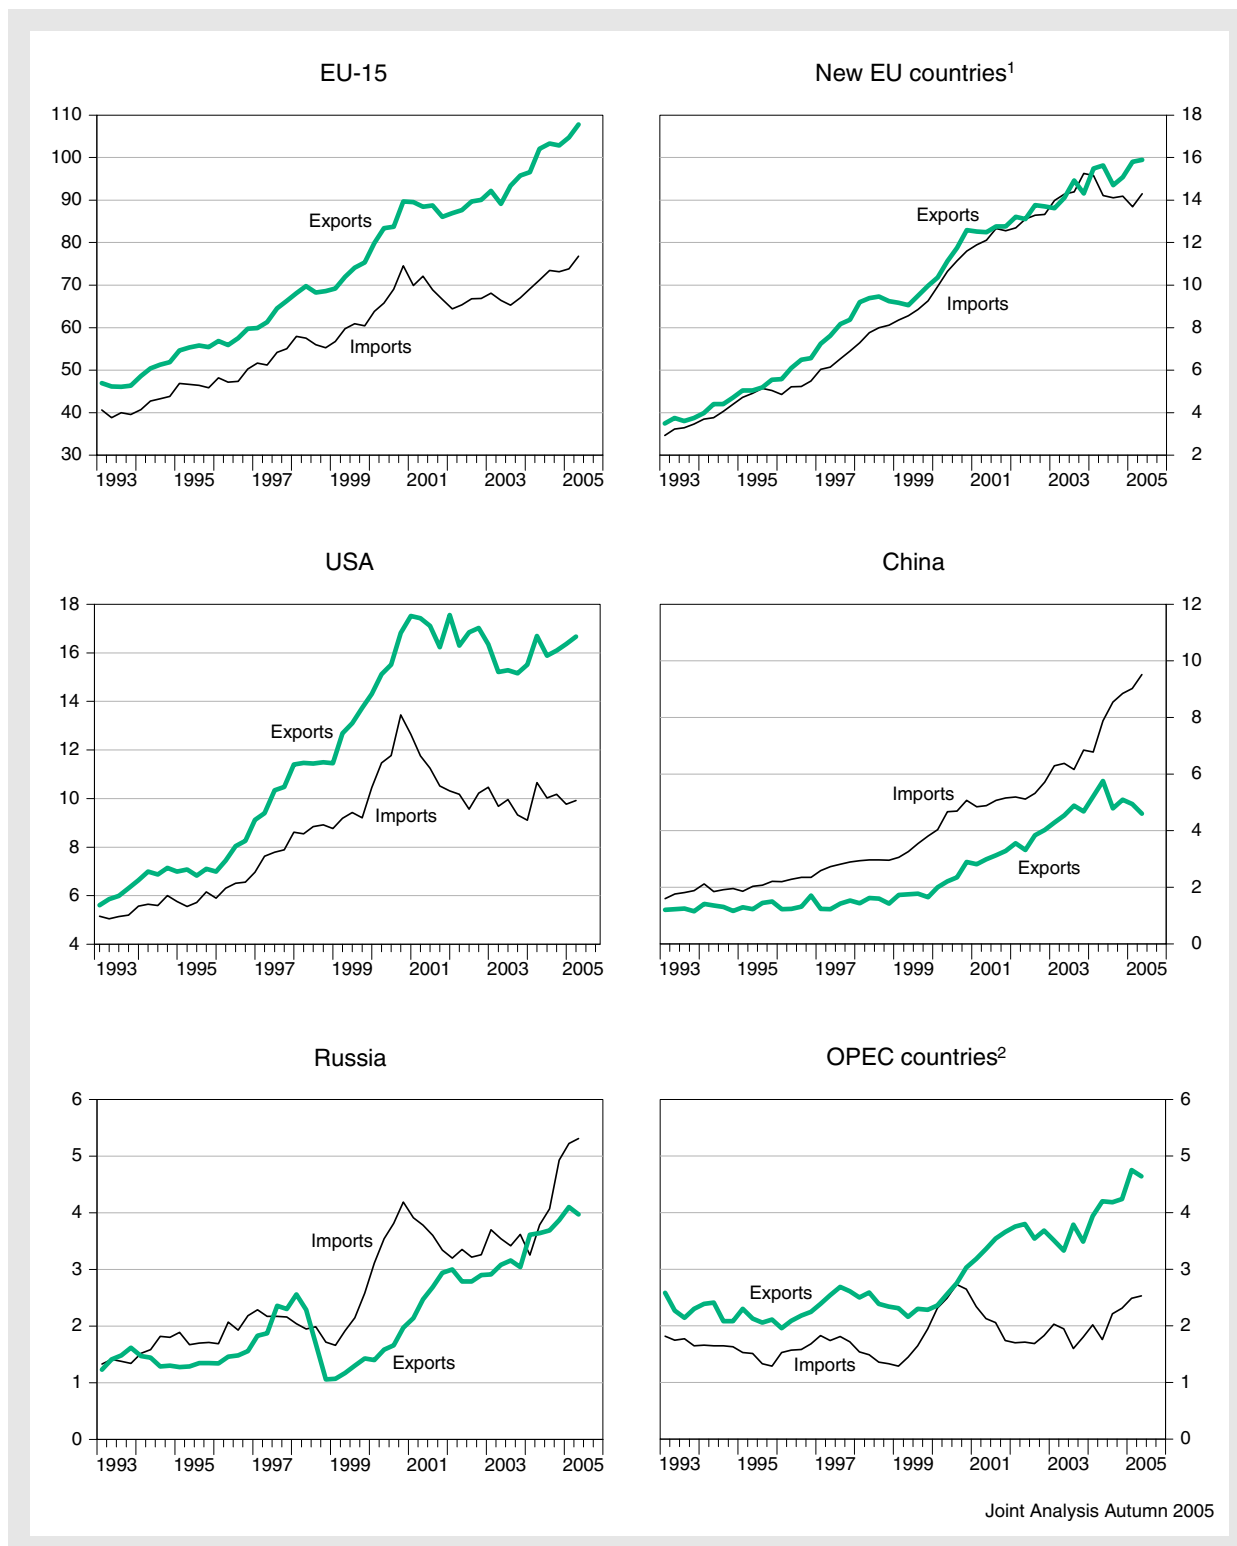 EU-15
110
100
90
80
70
60
50
40
30
Exports
Imports
1993 1995 1997 1999 2001 2003 2005
New EU countries¹
18
16
14
12
10
8
6
4
2
Exports
Imports
1993 1995 1997 1999 2001 2003 2005
USA
18
16
14
12
10
8
6
4
Exports
Imports
1993 1995 1997 1999 2001 2003 2005
China
12
10
8
6
4
2
0
Imports
Exports
1993 1995 1997 1999 2001 2003 2005
Russia
6
5
4
3
2
1
0
Imports
Exports
1993 1995 1997 1999 2001 2003 2005
OPEC countries²
6
5
4
3
2
1
0
Exports
Imports
1993 1995 1997 1999 2001 2003 2005
Joint Analysis Autumn 2005